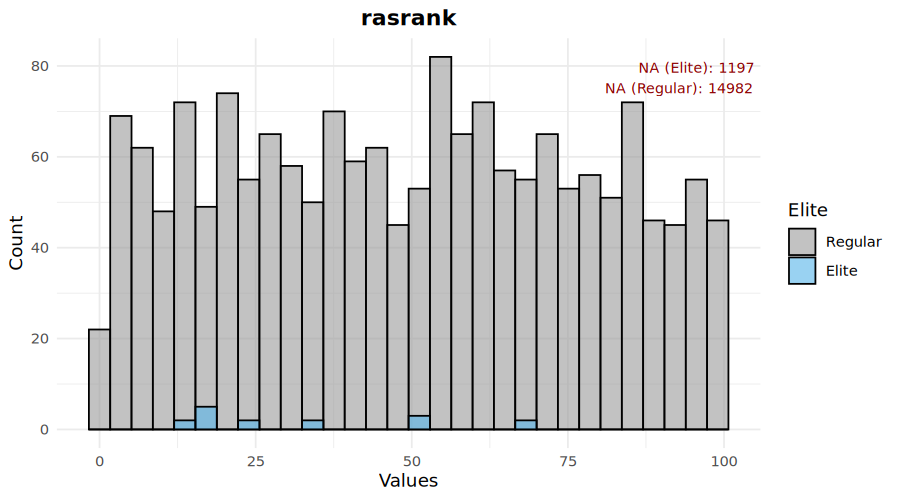 rasrank
NA (Elite): 1197
NA (Regular): 14982
80
60
40
20
0
Count
0 25 50 75 100
Values
Elite
Regular
Elite